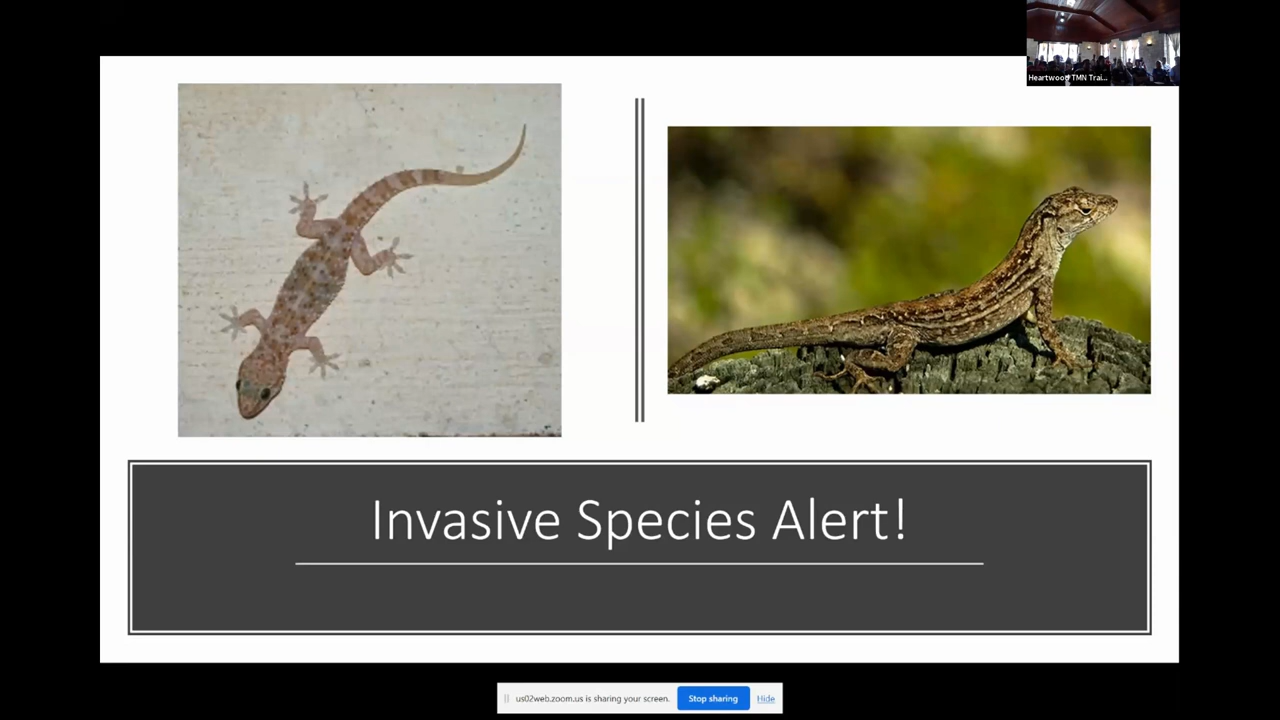 Heartwood TMN Trai...
Invasive Species Alert!
us02web.zoom.us is sharing your screen.
Stop sharing
Hide